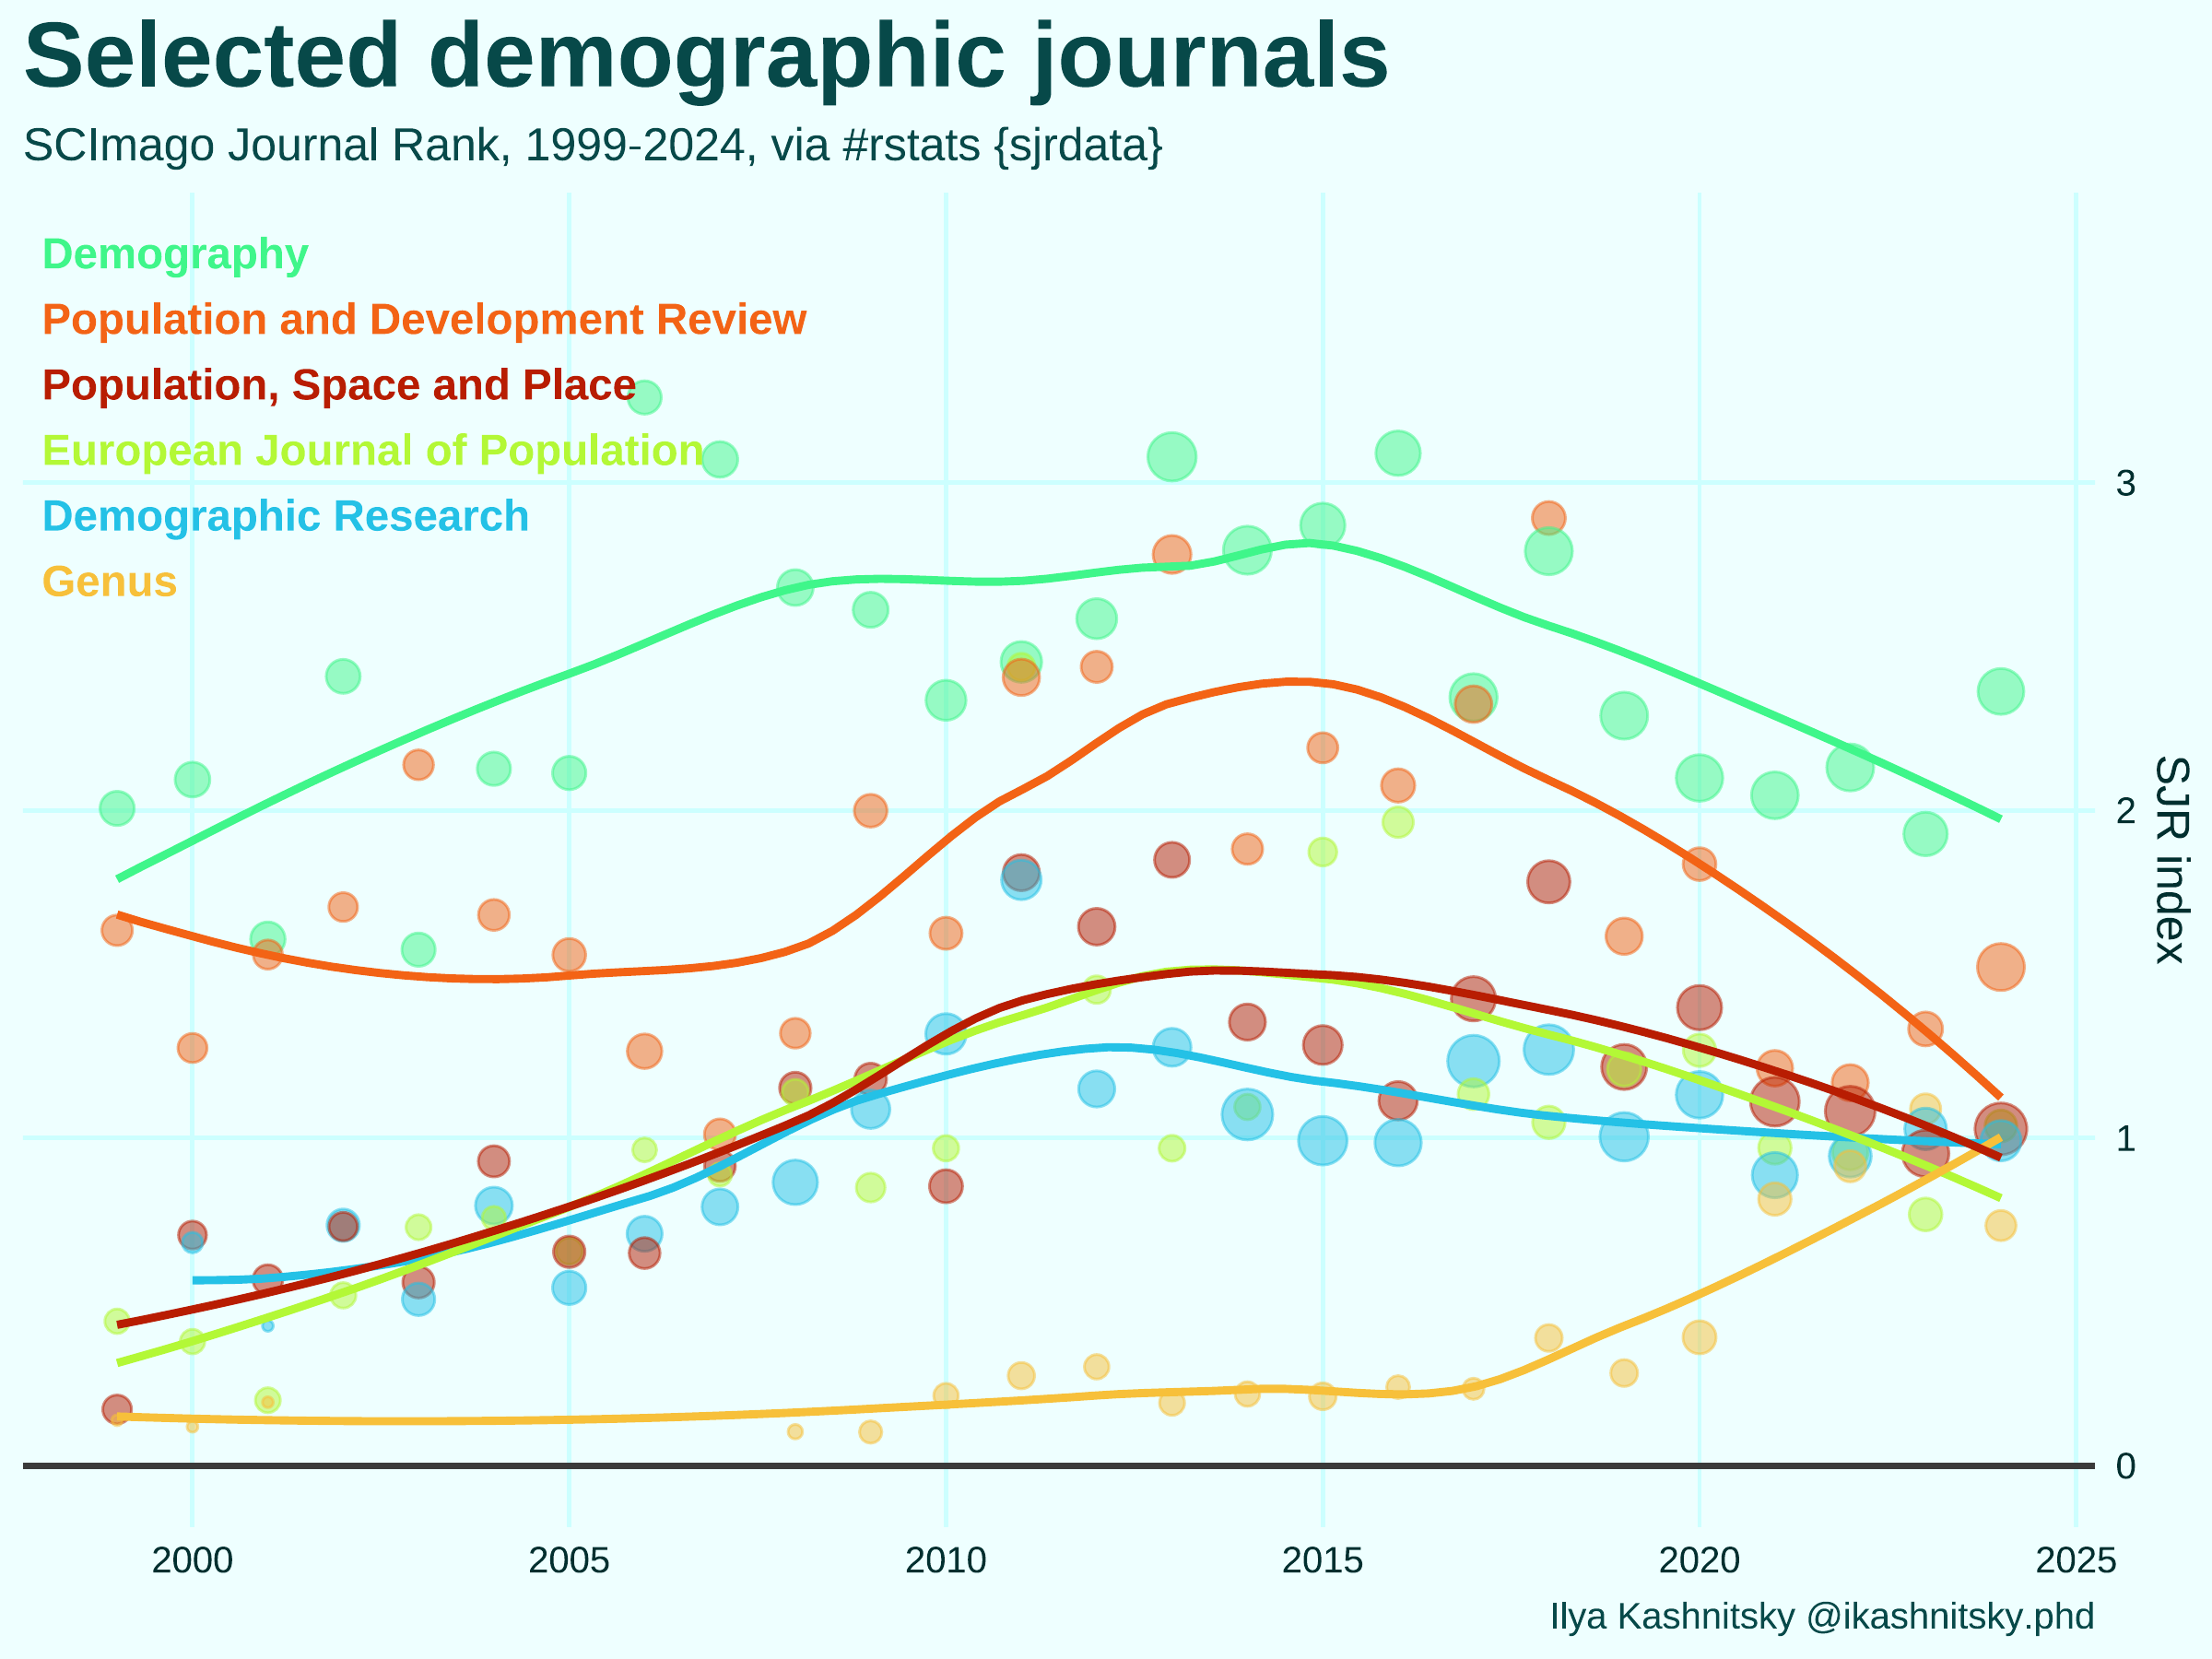 Selected demographic journals
SCImago Journal Rank, 1999-2024, via #rstats {sjrdata}
Demography
Population and Development Review
Population, Space and Place
European Journal of Population
Demographic Research
Genus
3
2
1
0
SJR index
2000 2005 2010 2015 2020 2025
Ilya Kashnitsky @ikashnitsky.phd